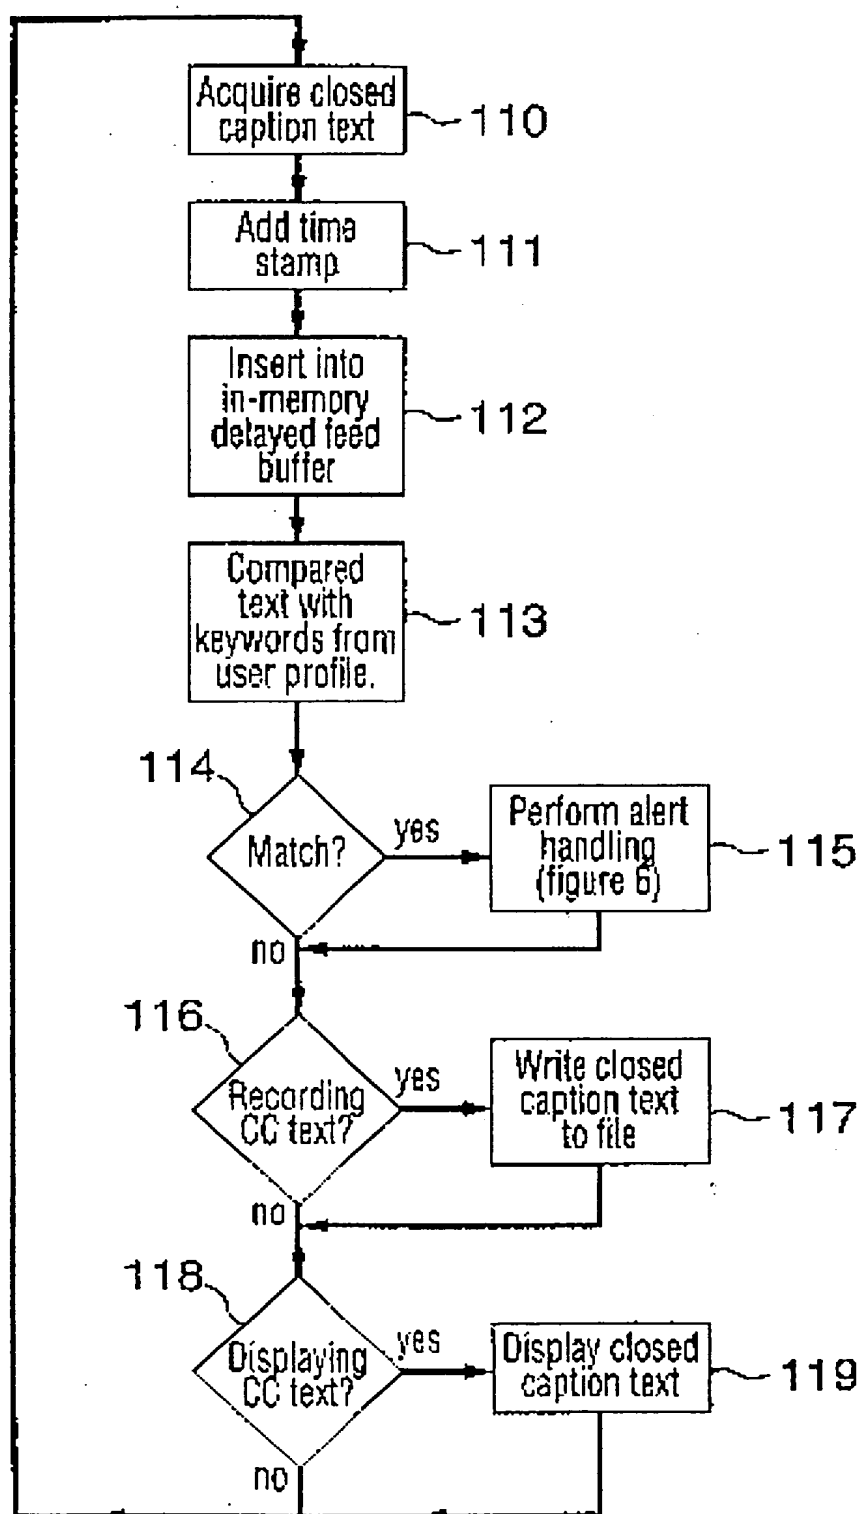 Acquire closed
caption text
110
Add time
stamp
111
Insert into
in-memory
delayed feed
buffer
112
Compared
text with
keywords from
user profile.
113
114
Match?
yes
no
Perform alert
handling
(figure 6)
115
116
Recording
CC text?
yes
no
Write closed
caption text
to file
117
118
Displaying
CC text?
yes
no
Display closed
caption text
119